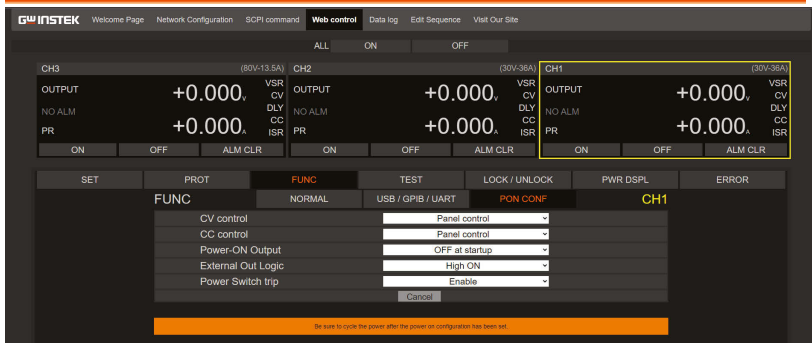 GWINSTEK Welcome Page Network Configuration SCPI command Web control Data log Edit Sequence Visit Our Site
ALL ON OFF
CH3 (80V-13.5A) CH2 (30V-36A) CH1 (30V-36A)
OUTPUT +0.000V VSR CV OUTPUT +0.000V VSR CV OUTPUT +0.000V VSR CV
NO ALM DLY NO ALM DLY NO ALM DLY
PR +0.000A CC ISR PR +0.000A CC ISR PR +0.000A CC ISR
ON OFF ALM CLR ON OFF ALM CLR ON OFF ALM CLR
SET PROT FUNC TEST LOCK / UNLOCK PWR DSPL ERROR
FUNC NORMAL USB / GPIB / UART PON CONF CH1
CV control Panel control
CC control Panel control
Power-ON Output OFF at startup
External Out Logic High ON
Power Switch trip Enable
Cancel
Be sure to cycle the power after the power on configuration has been set.